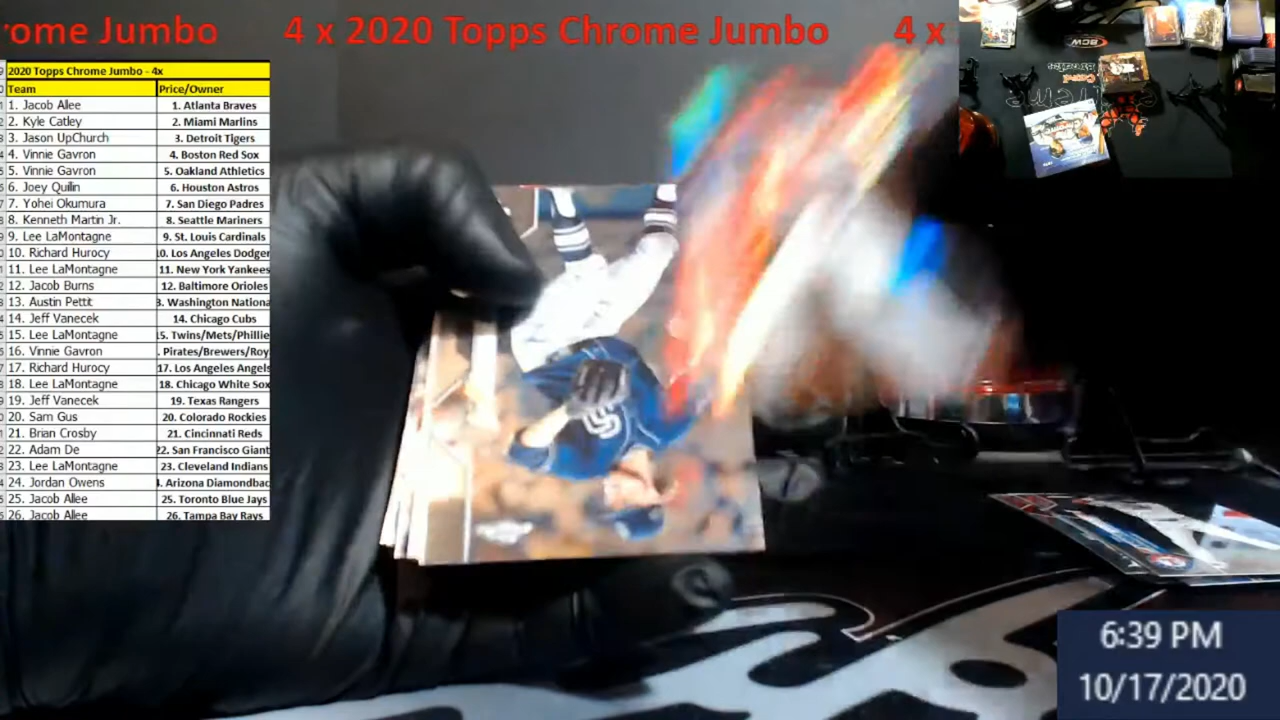 rome Jumbo 4 x 2020 Topps Chrome Jumbo 4 x
2020 Topps Chrome Jumbo - 4x
Team Price/Owner
1. Jacob Allee 1. Atlanta Braves
2. Kyle Catley 2. Miami Marlins
3. Jason UpChurch 3. Detroit Tigers
4. Vinnie Gavron 4. Boston Red Sox
5. Vinnie Gavron 5. Oakland Athletics
6. Joey Quilin 6. Houston Astros
7. Yohei Okumura 7. San Diego Padres
8. Kenneth Martin Jr. 8. Seattle Mariners
9. Lee LaMontagne 9. St. Louis Cardinals
10. Richard Hurocy 10. Los Angeles Dodger
11. Lee LaMontagne 11. New York Yankees
12. Jacob Burns 12. Baltimore Orioles
13. Austin Pettit 3. Washington Nationa
14. Jeff Vanecek 14. Chicago Cubs
15. Lee LaMontagne 15. Twins/Mets/Phillie
16. Vinnie Gavron . Pirates/Brewers/Roy
17. Richard Hurocy 17. Los Angeles Angels
18. Lee LaMontagne 18. Chicago White Sox
19. Jeff Vanecek 19. Texas Rangers
20. Sam Gus 20. Colorado Rockies
21. Brian Crosby 21. Cincinnati Reds
22. Adam De 22. San Francisco Giant
23. Lee LaMontagne 23. Cleveland Indians
24. Jordan Owens . Arizona Diamondbac
25. Jacob Allee 25. Toronto Blue Jays
26. Jacob Allee 26. Tampa Bay Rays
BCW
6:39 PM
10/17/2020